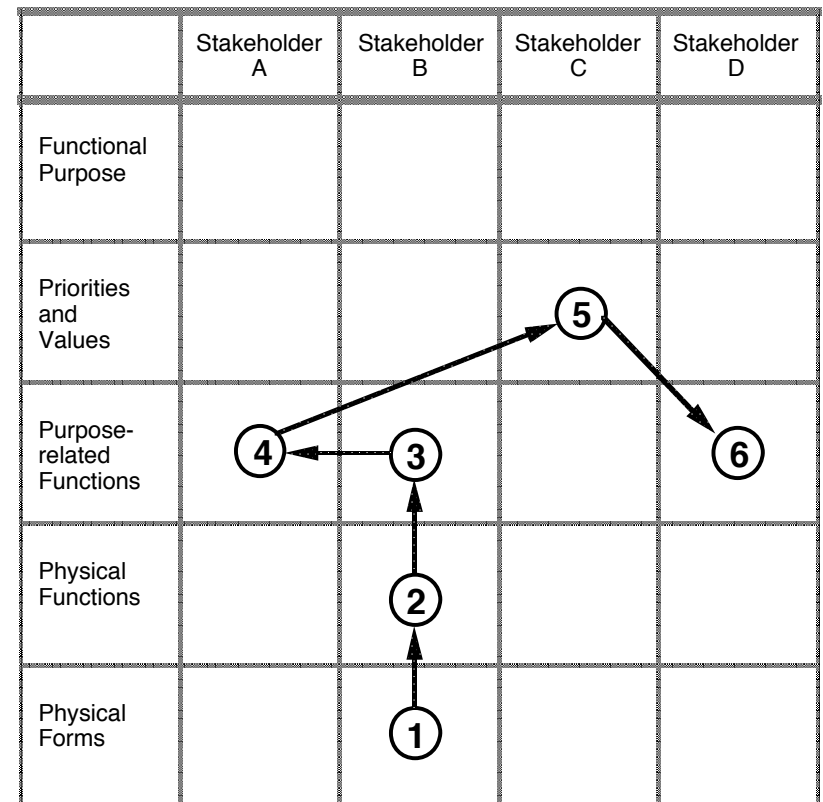 Stakeholder A
Stakeholder B
Stakeholder C
Stakeholder D
Functional
Purpose
Priorities
and
Values
5
Purpose-
related
Functions
4
3
6
Physical
Functions
2
Physical
Forms
1